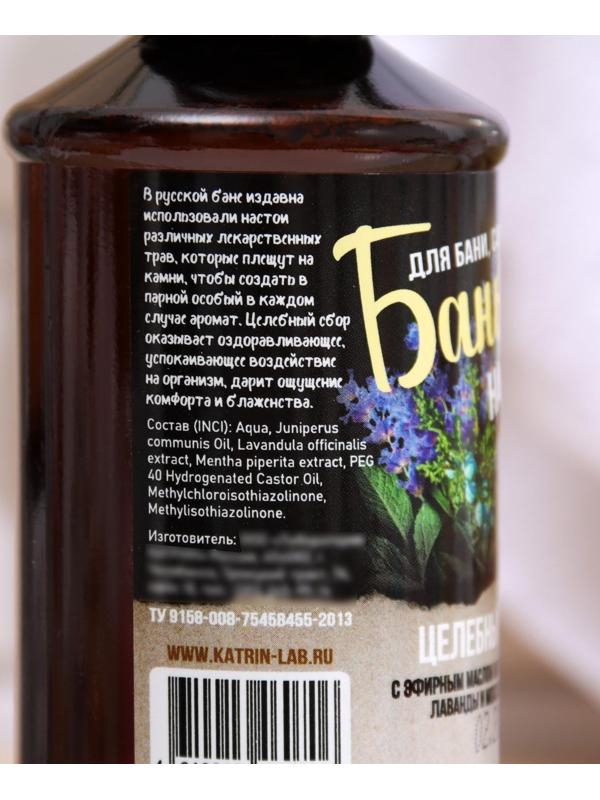 В русской бане издавна
использовали настои
различных лекарственных
трав, которые плещут на
камни, чтобы создать в
парной особый в каждом
случае аромат. Целебный сбор
оказывает оздоравливающее,
успокаивающее воздействие
на организм, дарит ощущение
комфорта и блаженства.
Состав (INCI): Aqua, Juniperus
communis Oil, Lavandula officinalis
extract, Mentha piperita extract, PEG
40 Hydrogenated Castor Oil,
Methylchloroisothiazolinone,
Methylisothiazolinone.
Изготовитель:
ТУ 9158-008-75458455-2013
WWW.KATRIN-LAB.RU
ДЛЯ БАНИ,
Бан
ЦЕЛЕБНЫ
С ЭФИРНЫМ МАСЛОМ
ЛАВАНДЫ И